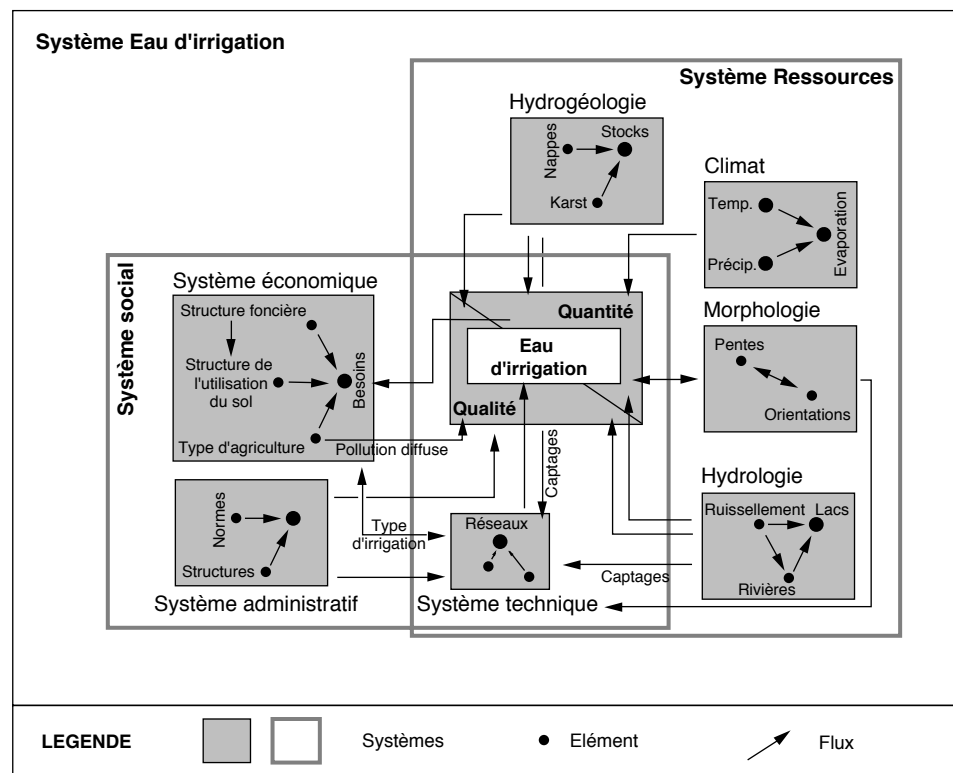 Système Eau d'irrigation
Système Ressources
Hydrogéologie
Nappes
Stocks
Karst
Climat
Temp.
Précip.
Evaporation
Système social
Système économique
Structure foncière
Structure de
l'utilisation
du sol
Besoins
Type d'agriculture
Pollution diffuse
Quantité
Eau
d'irrigation
Qualité
Morphologie
Pentes
Orientations
Captages
Hydrologie
Ruissellement
Lacs
Rivières
Normes
Structures
Système administratif
Type
d'irrigation
Réseaux
Système technique
Captages
LEGENDE
Systèmes
Elément
Flux